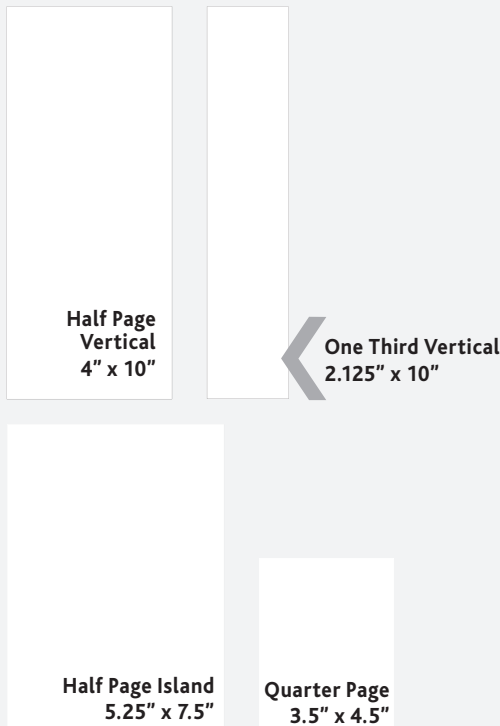 Half Page
Vertical
4” x 10”
One Third Vertical
2.125” x 10”
Half Page Island
5.25” x 7.5”
Quarter Page
3.5” x 4.5”